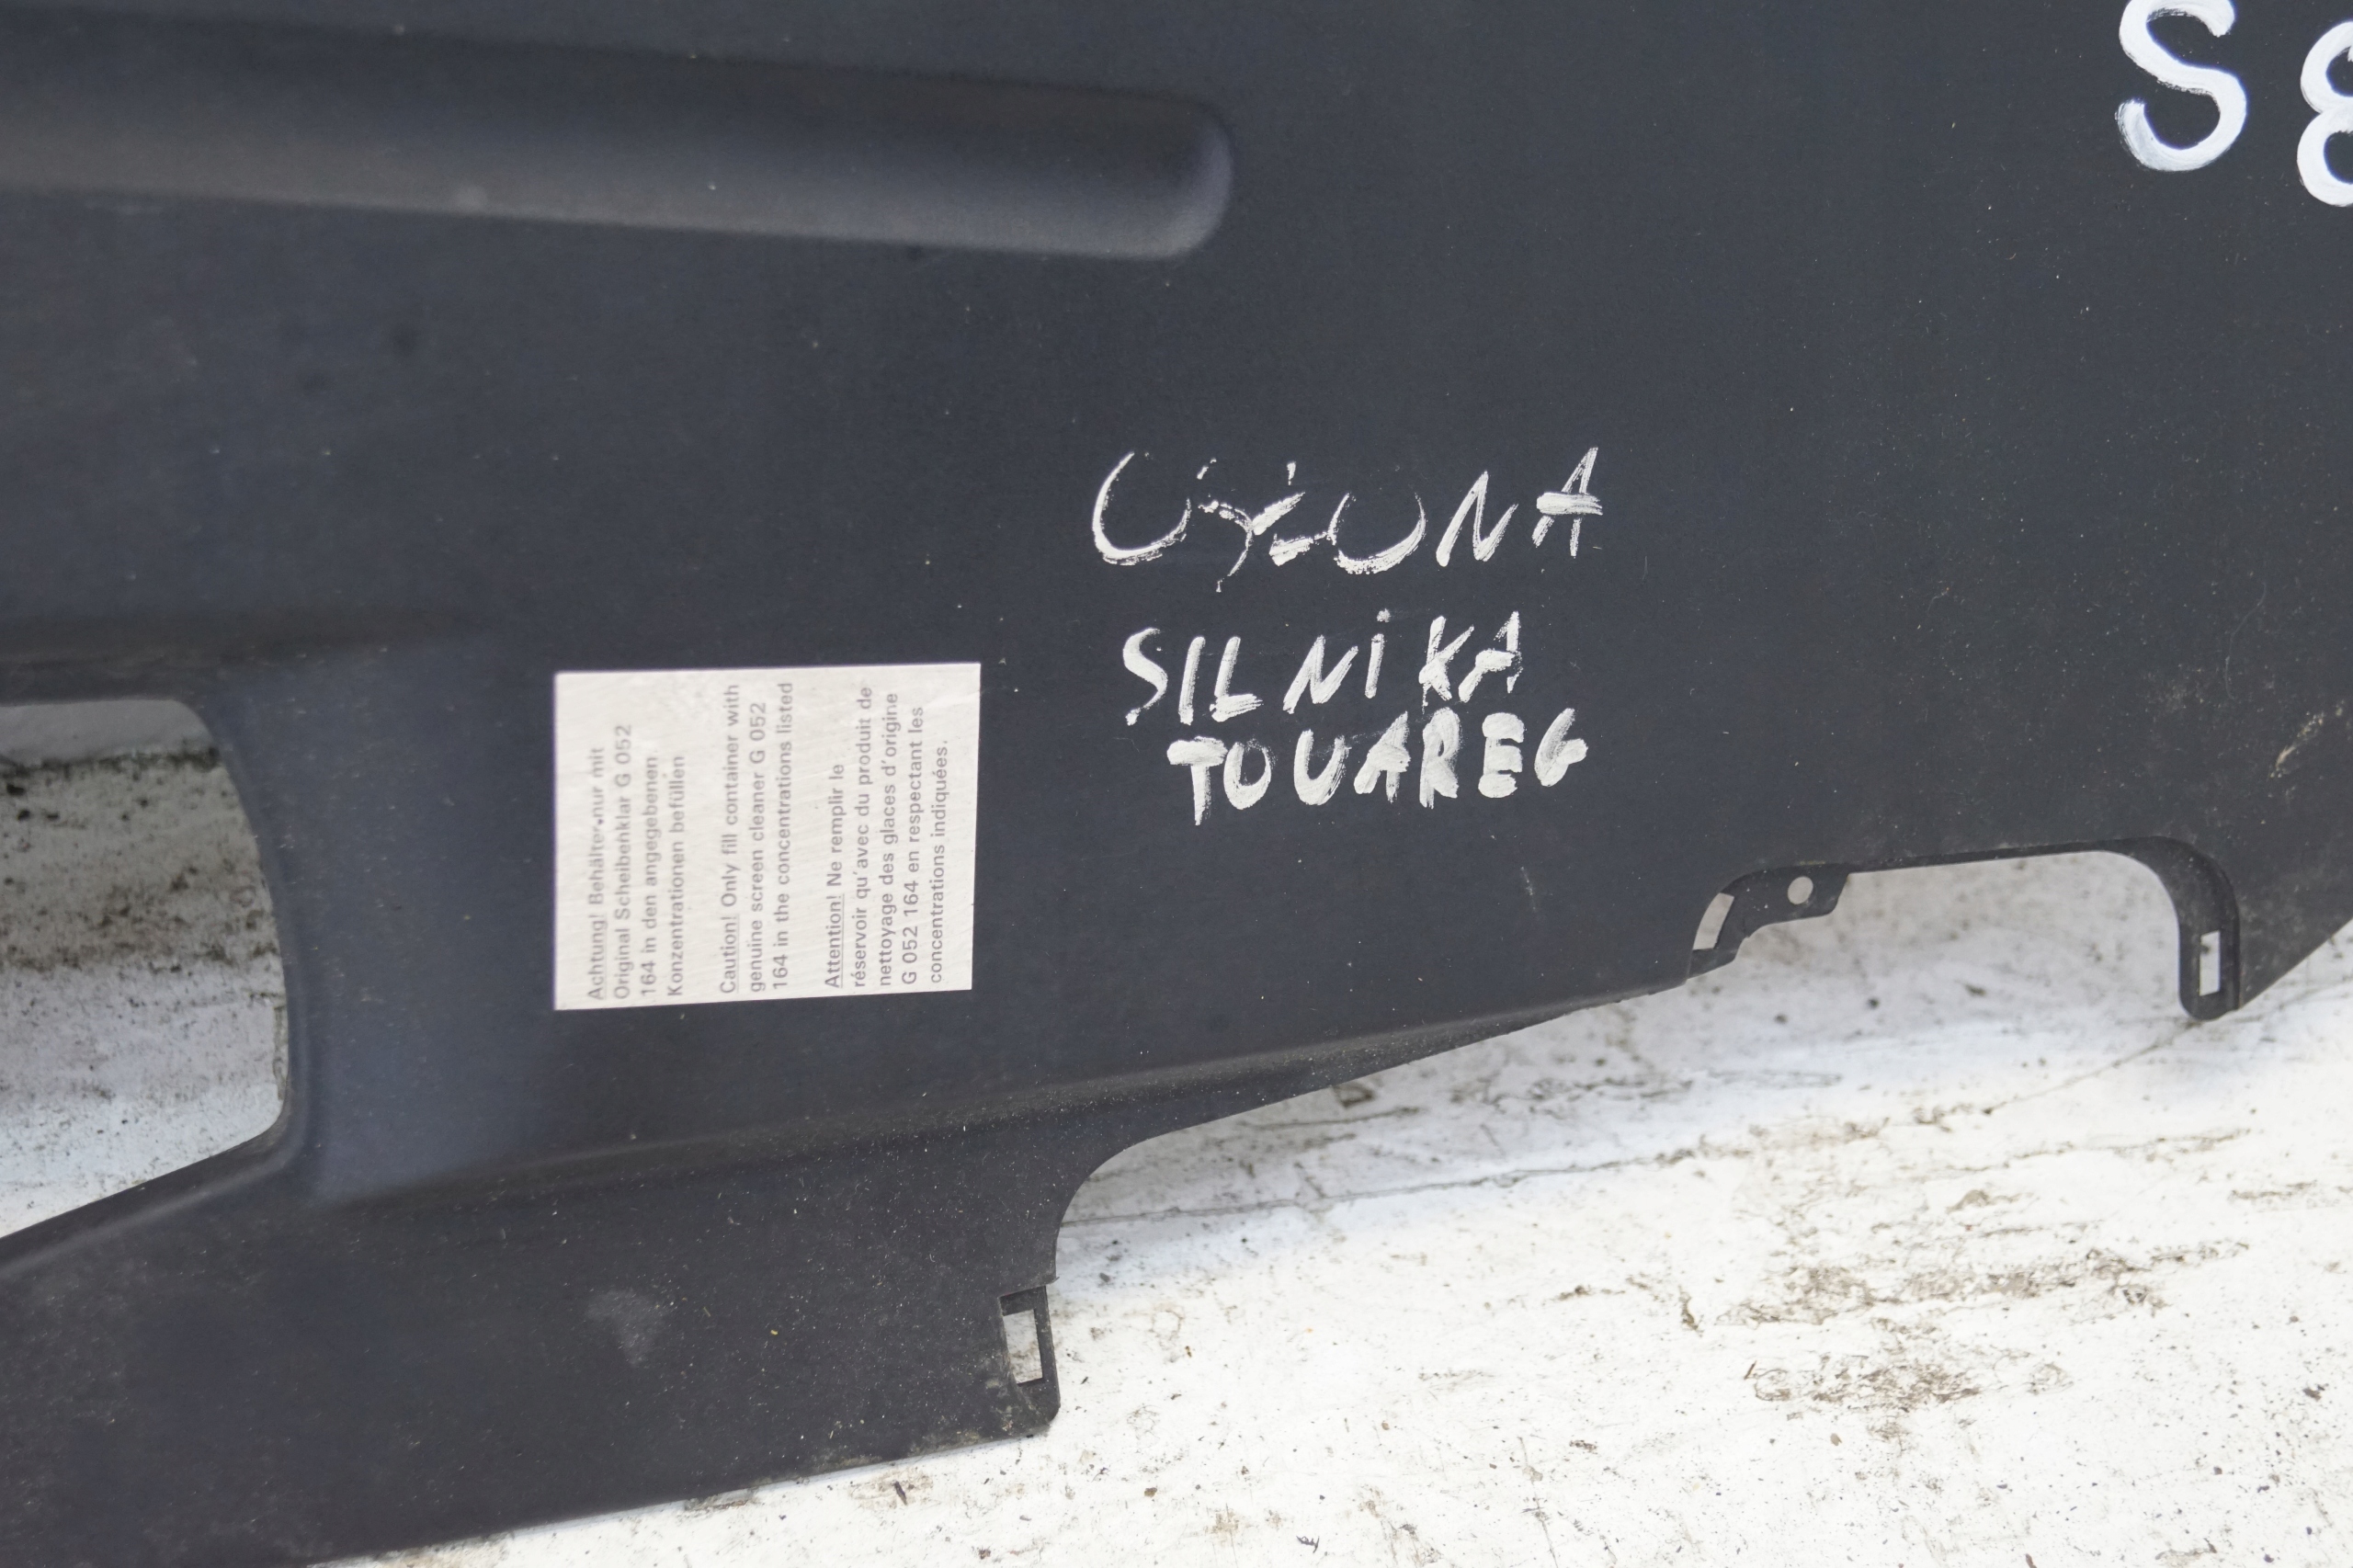 S 8
OSŁONA
SILNiKA
TOUAREG
Achtung! Behälter nur mit
Original Scheibenklar G 052
164 in den angegebenen
Konzentrationen befüllen
Caution! Only fill container with
genuine screen cleaner G 052
164 in the concentrations listed
Attention! Ne remplir le
réservoir qu'avec du produit de
nettoyage des glaces d'origine
G 052 164 en respectant les
concentrations indiquées.